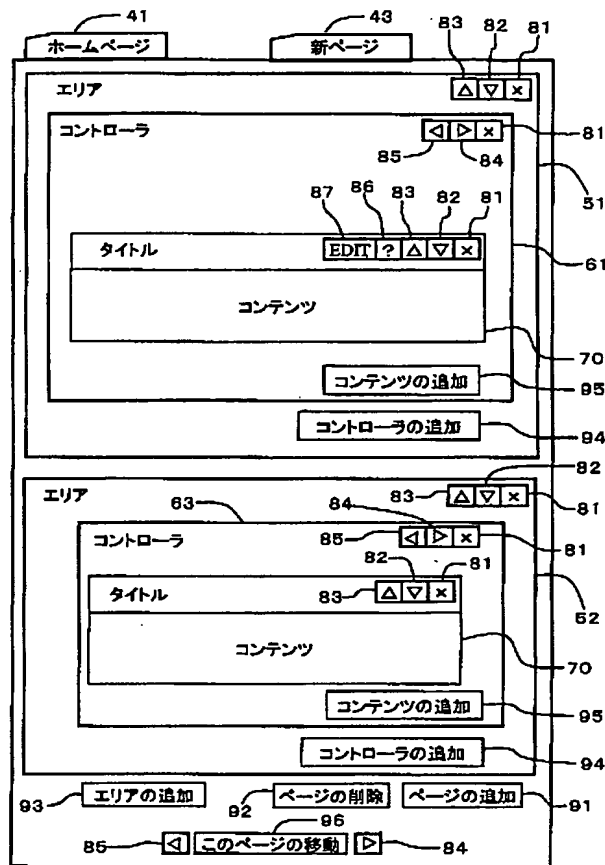 41 43
ホームページ 新ページ
83 82 81
エリア △ ▽ ×
コントローラ ◁ ▷ × 81
85 84
51
87 86 83 82 81
タイトル EDIT ? △ ▽ ×
61
コンテンツ
70
コンテンツの追加
95
コントローラの追加
94
82
エリア 83 △ ▽ × 81
63 84
コントローラ 85 ◁ ▷ × 81
82 81
タイトル 83 △ ▽ ×
52
コンテンツ
70
コンテンツの追加
95
コントローラの追加
94
93 エリアの追加 92 ページの削除 ページの追加 91
96
85 ◁ このページの移動 ▷ 84